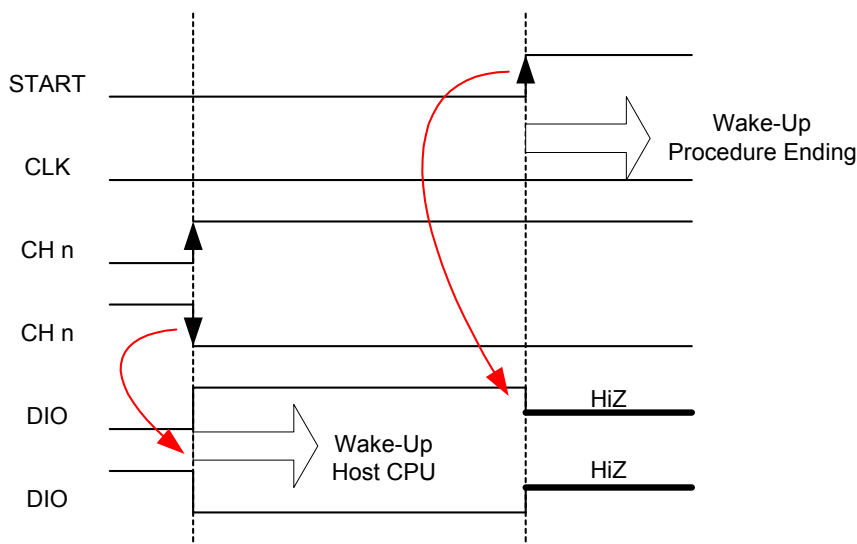 START
Wake-Up
Procedure Ending
CLK
CH n
CH n
DIO
HiZ
Wake-Up
Host CPU
HiZ
DIO